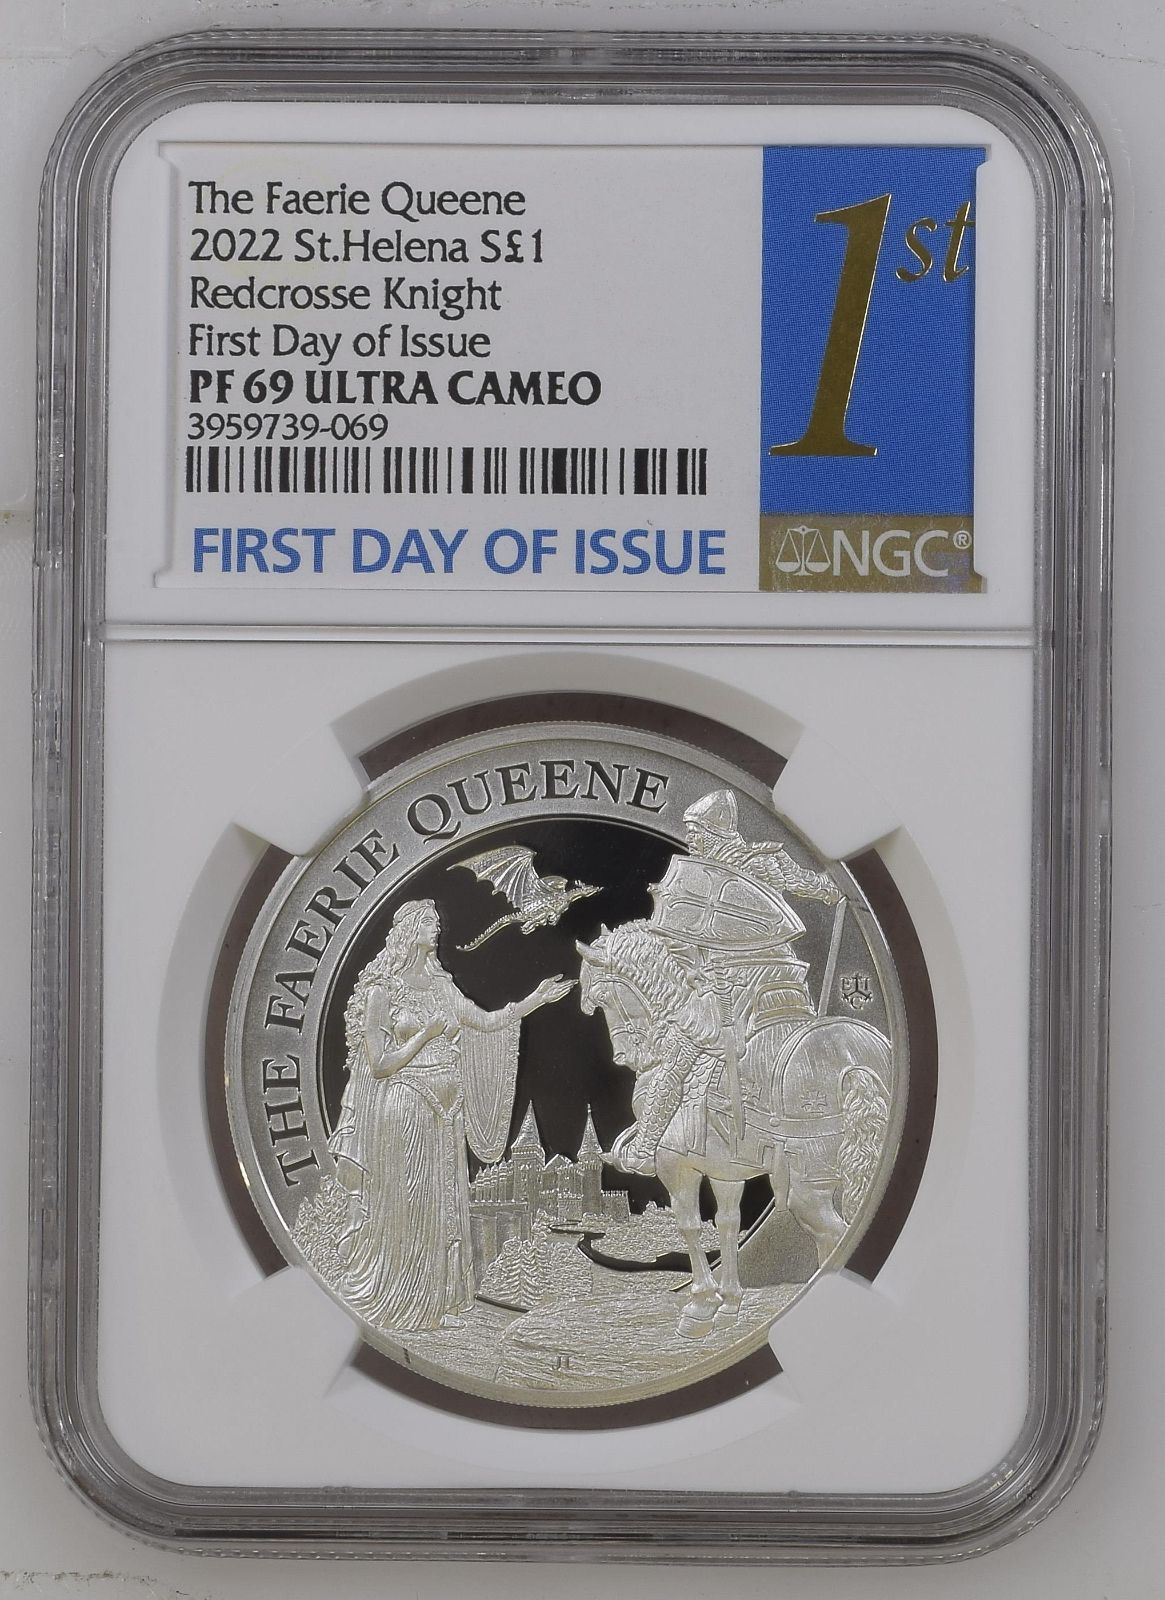 The Faerie Queene
2022 St.Helena S£1
Redcrosse Knight
First Day of Issue
PF 69 ULTRA CAMEO
3959739-069
FIRST DAY OF ISSUE
1st
NGC®
THE FAERIE QUEENE